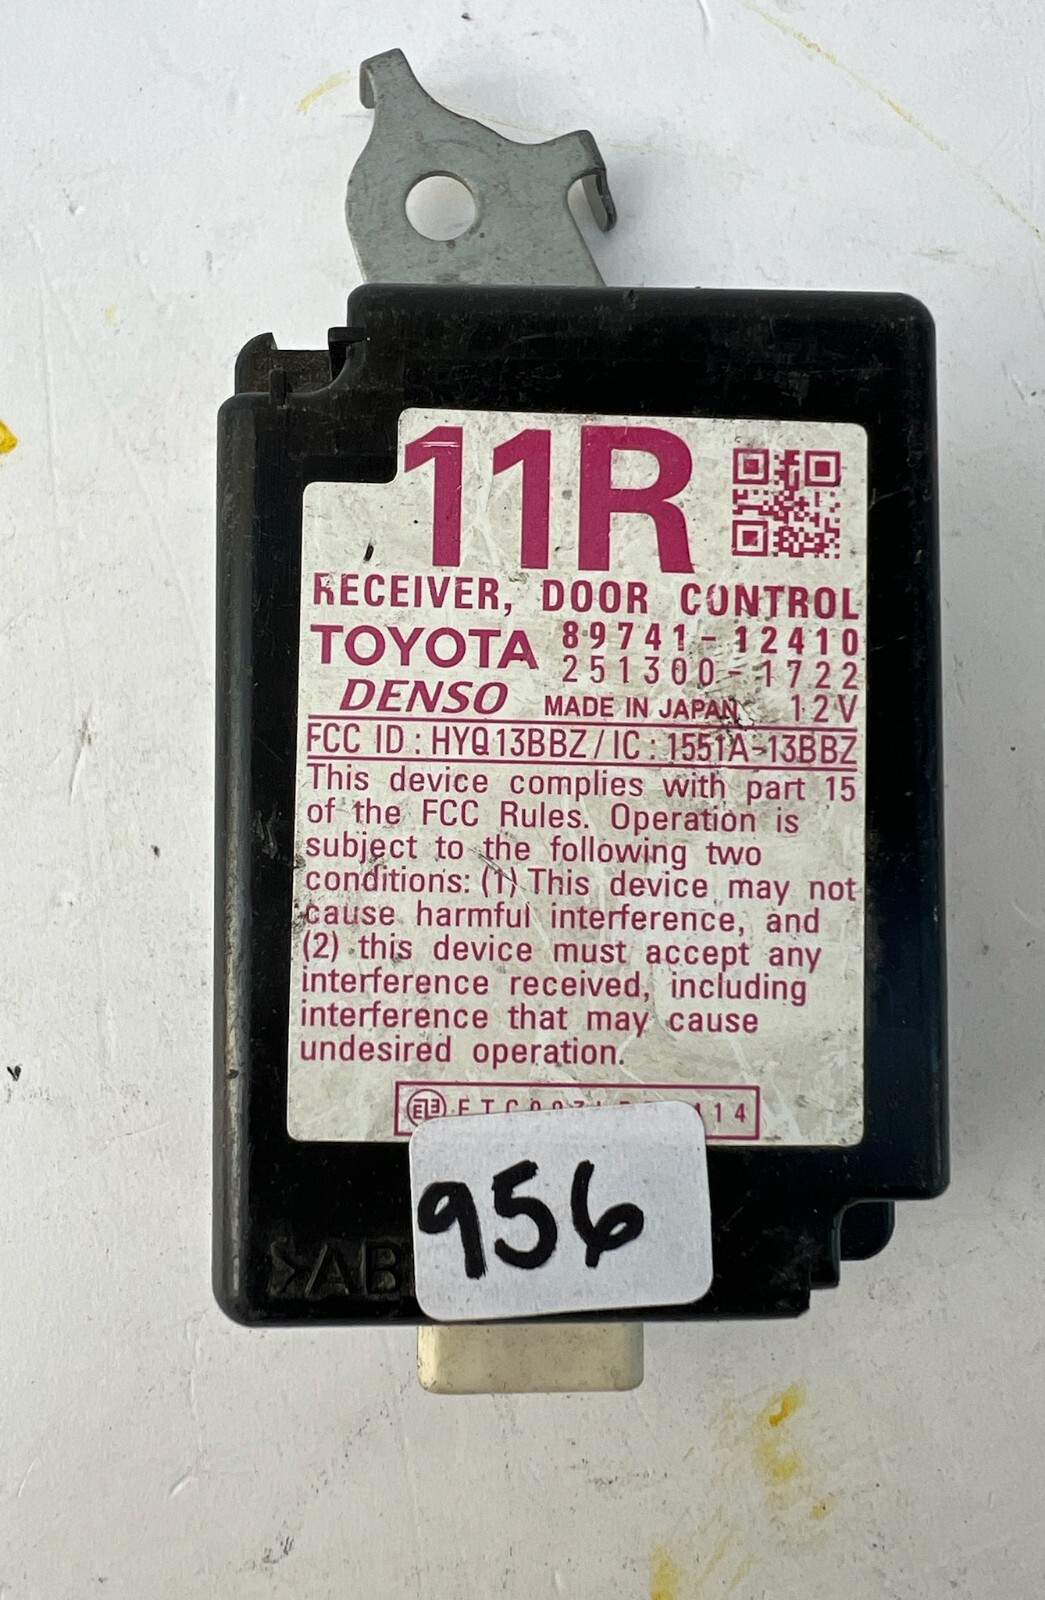 11R
RECEIVER, DOOR CONTROL
TOYOTA 89741-12410
251300-1722
DENSO MADE IN JAPAN 12V
FCC ID : HYQ13BBZ / IC : 1551A-13BBZ
This device complies with part 15
of the FCC Rules. Operation is
subject to the following two
conditions: (1) This device may not
cause harmful interference, and
(2) this device must accept any
interference received, including
interference that may cause
undesired operation.
956
>AB